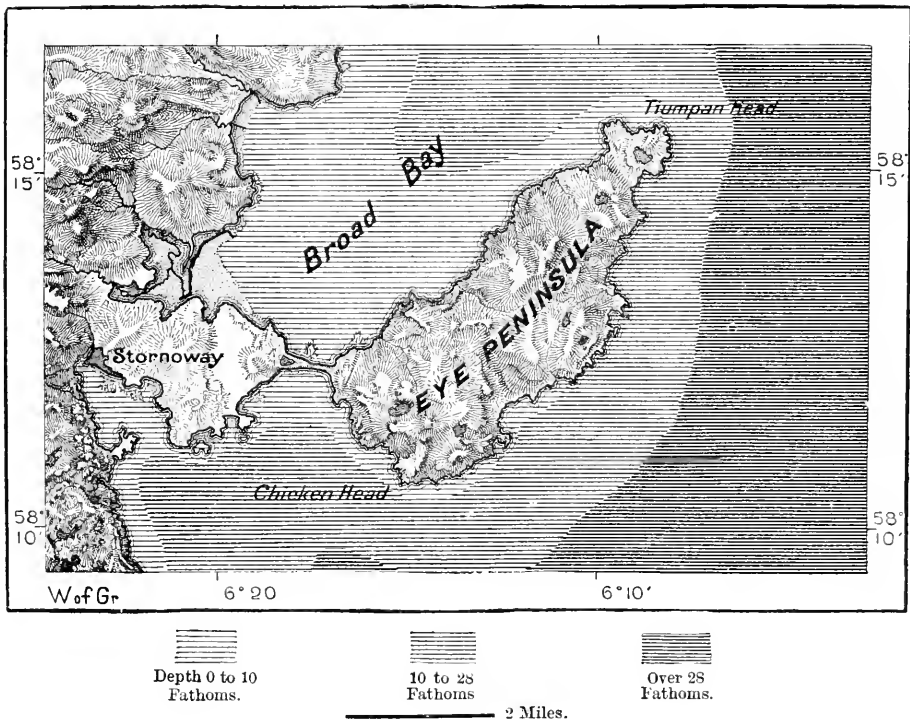 Tiumpan Head
58°
15'
58°
15'
Broad Bay
EYE PENINSULA
Stornoway
Chicken Head
58°
10'
58°
10'
W of Gr
6° 20
6° 10'
Depth 0 to 10
Fathoms.
10 to 28
Fathoms
Over 28
Fathoms.
2 Miles.